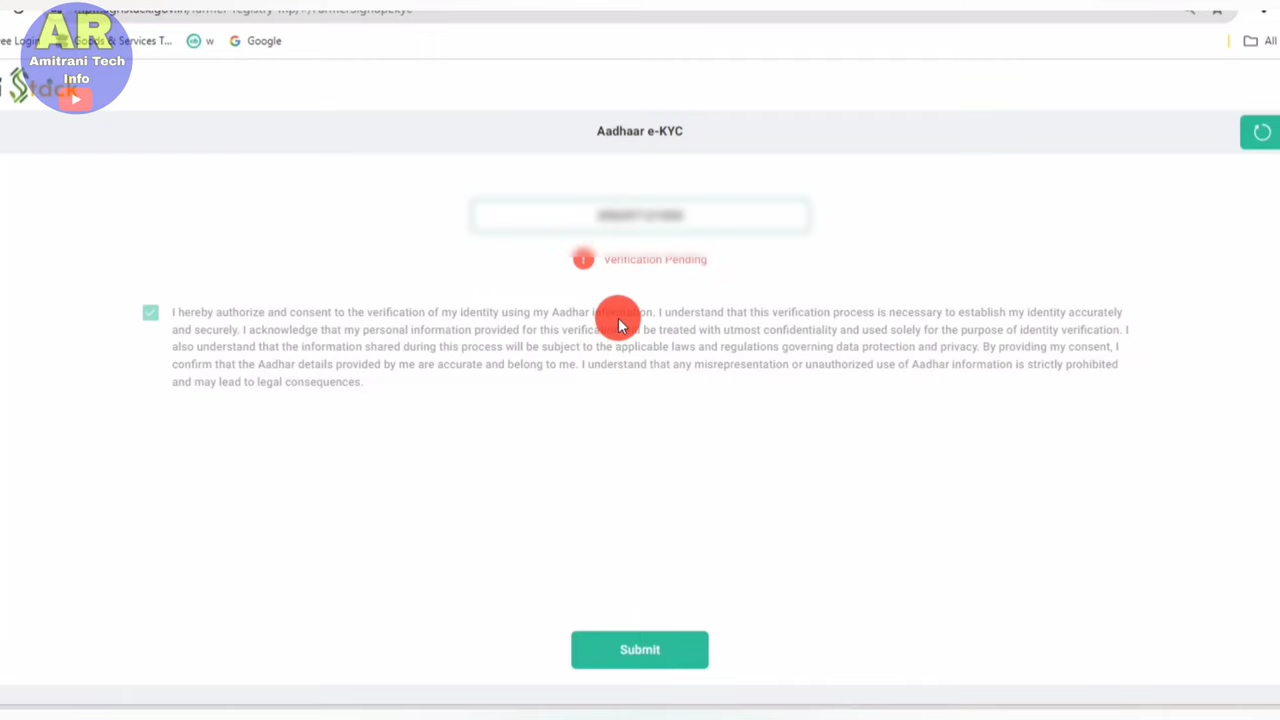 AR
Amitrani Tech
Info
Goods & Services T...
w
Google
All
Stack
Aadhaar e-KYC
Verification Pending
I hereby authorize and consent to the verification of my identity using my Aadhar information. I understand that this verification process is necessary to establish my identity accurately
and securely. I acknowledge that my personal information provided for this be treated with utmost confidentiality and used solely for the purpose of identity verification. I
also understand that the information shared during this process will be subject to the applicable laws and regulations governing data protection and privacy. By providing my consent, I
confirm that the Aadhar details provided by me are accurate and belong to me. I understand that any misrepresentation or unauthorized use of Aadhar information is strictly prohibited
and may lead to legal consequences.
Submit